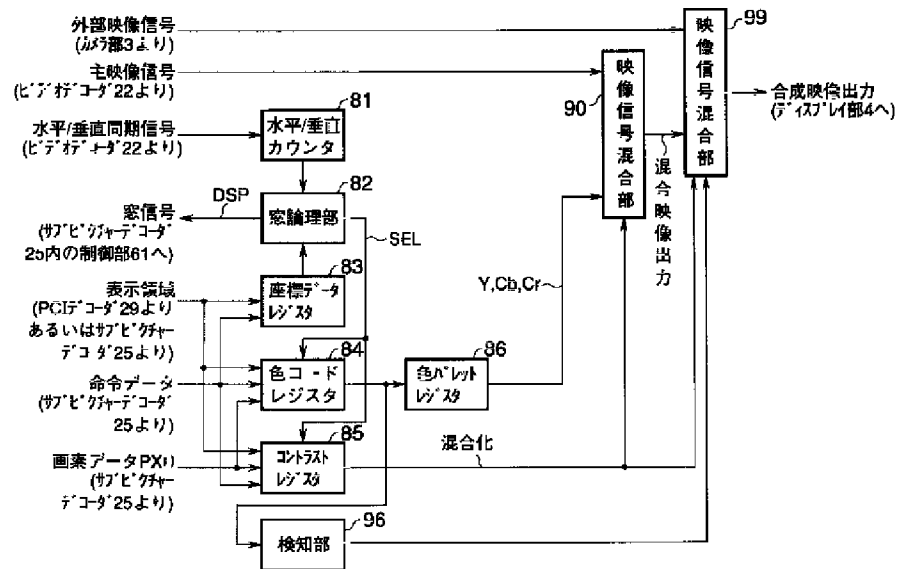 外部映像信号
(カメラ部3より)
99
映像信号混合部
主映像信号
(ビデオデコーダ22より)
90
映像信号混合部
合成映像出力
(ディスプレイ部4へ)
81
水平/垂直同期信号
(ビデオデコーダ22より)
水平/垂直
カウンタ
混合映像出力
82
DSP
窓信号
(サブピクチャーデコーダ
25内の制御部61へ)
窓論理部
SEL
83
表示領域
(PCIデコーダ29より
あるいはサブピクチャー
デコーダ25より)
座標データ
レジスタ
Y,Cb,Cr
84
86
命令データ
(サブピクチャーデコーダ
25より)
色コード
レジスタ
色パレット
レジスタ
85
画素データPXD
(サブピクチャー
デコーダ25より)
コントラスト
レジスタ
混合化
96
検知部